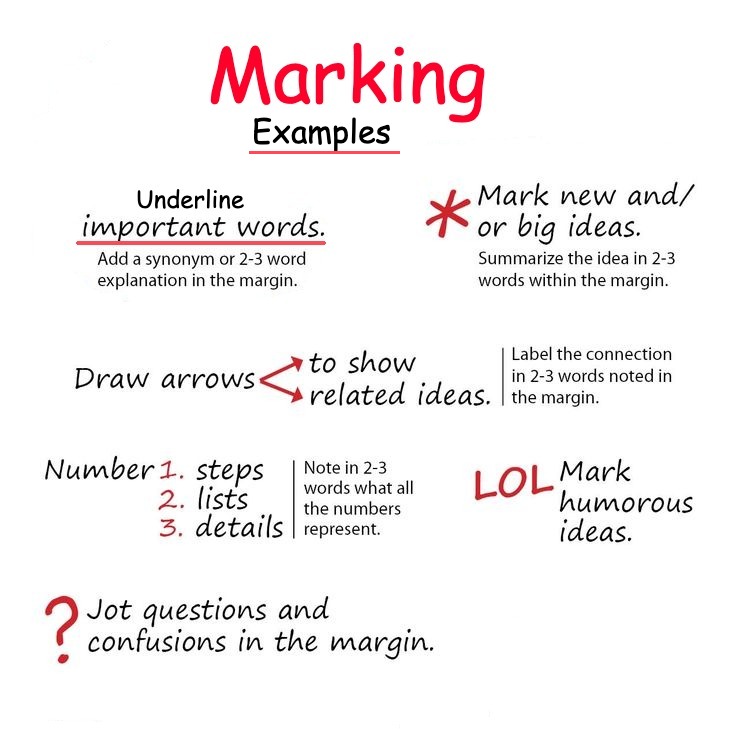 Marking
Examples
Underline
important words.
Add a synonym or 2-3 word
explanation in the margin.
* Mark new and/
or big ideas.
Summarize the idea in 2-3
words within the margin.
Draw arrows
to show
related ideas.
Label the connection
in 2-3 words noted in
the margin.
Number 1. steps
2. lists
3. details
Note in 2-3
words what all
the numbers
represent.
LOL Mark
humorous
ideas.
? Jot questions and
confusions in the margin.